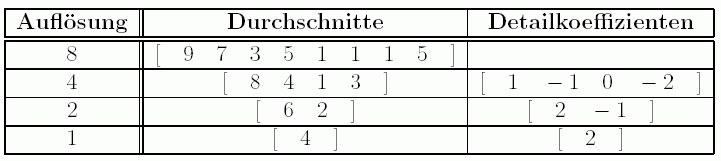 Auflösung Durchschnitte Detailkoeffizienten
8 [ 9 7 3 5 1 1 1 5 ]
4 [ 8 4 1 3 ] [ 1 −1 0 −2 ]
2 [ 6 2 ] [ 2 −1 ]
1 [ 4 ] [ 2 ]